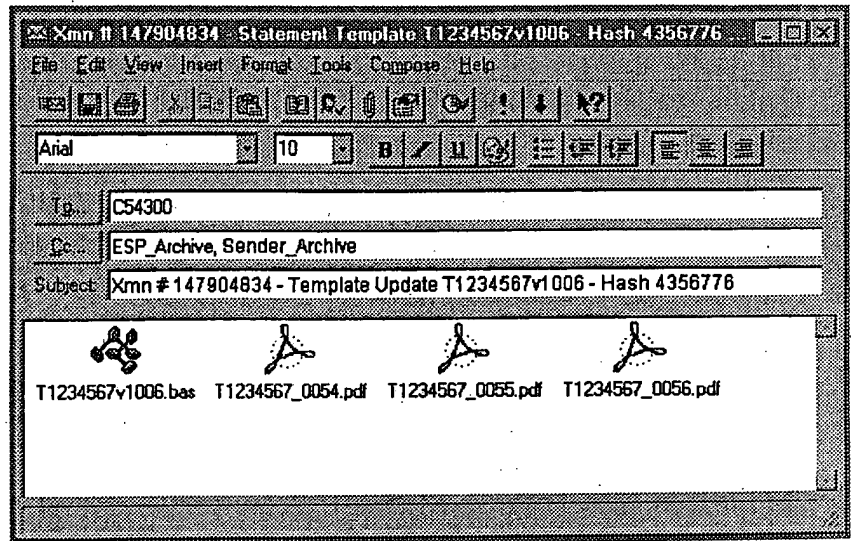 Xmn # 147904834 - Statement Template T1234567v1006 - Hash 4356776 ...
File Edit View Insert Format Tools Compose Help
Arial 10 B I U
To... C54300
Cc... ESP_Archive, Sender_Archive
Subject: Xmn # 147904834 - Template Update T1234567v1006 - Hash 4356776
T1234567v1006.bas T1234567_0054.pdf T1234567_0055.pdf T1234567_0056.pdf